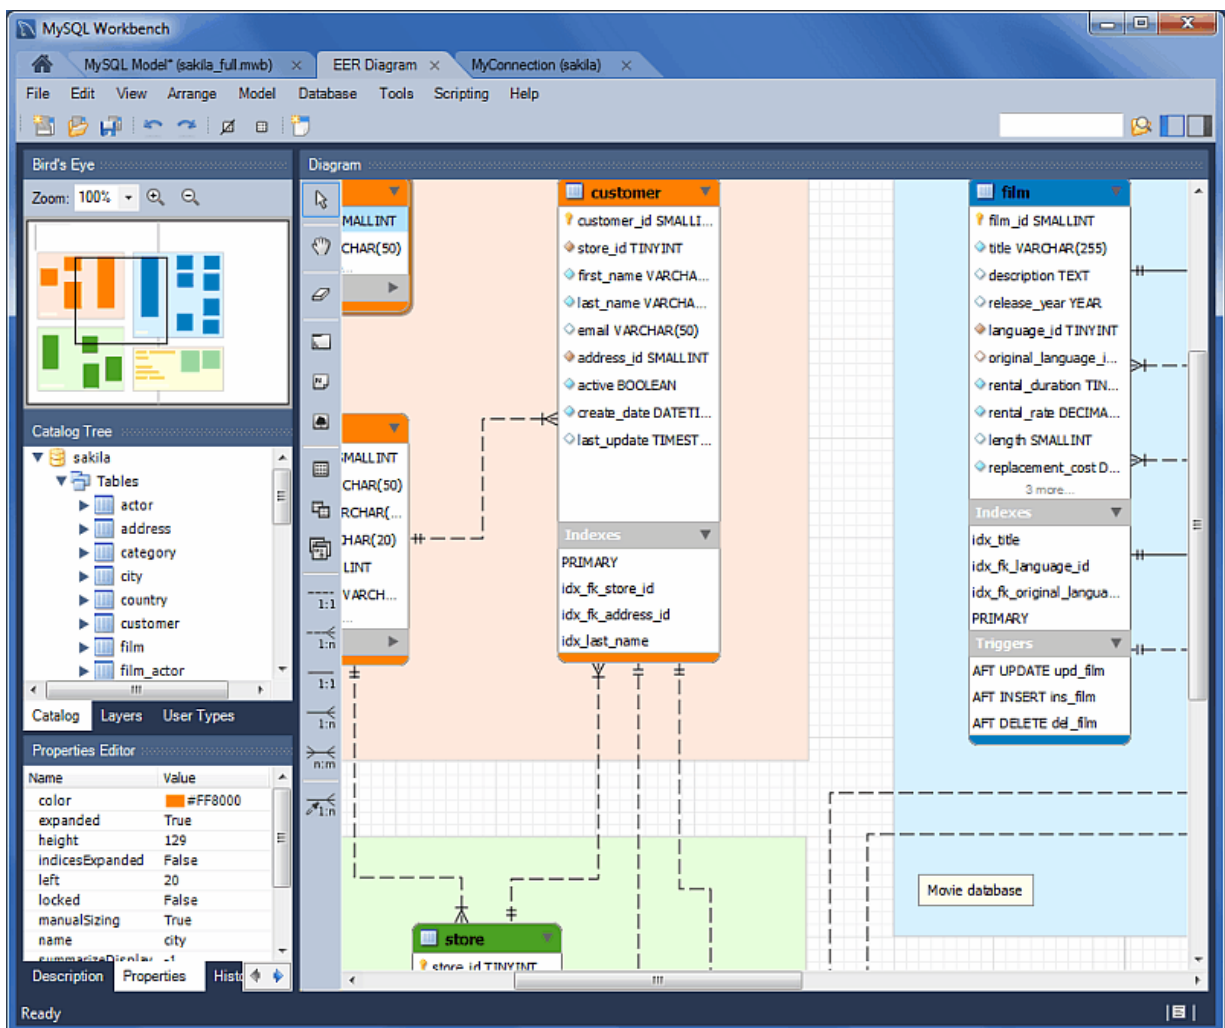 MySQL Workbench
MySQL Model* (sakila_full.mwb) × EER Diagram × MyConnection (sakila) ×
File Edit View Arrange Model Database Tools Scripting Help
Bird's Eye
Zoom: 100%
Catalog Tree
sakila
Tables
actor
address
category
city
country
customer
film
film_actor
Catalog Layers User Types
Properties Editor
Name Value
color #FF8000
expanded True
height 129
indicesExpanded False
left 20
locked False
manualSizing True
name city
summarizeDisplay -1
Description Properties Histo
Diagram
1:1
1:n
1:1
1:n
n:m
1:n
MALLINT
CHAR(50)
...
SMALLINT
CHAR(50)
RCHAR(...
HAR(20)
LINT
VARCH...
...
customer
customer_id SMALLI...
store_id TINYINT
first_name VARCHA...
last_name VARCHA...
email VARCHAR(50)
address_id SMALLINT
active BOOLEAN
create_date DATETI...
last_update TIMEST...
Indexes
PRIMARY
idx_fk_store_id
idx_fk_address_id
idx_last_name
store
store_id TINYINT
film
film_id SMALLINT
title VARCHAR(255)
description TEXT
release_year YEAR
language_id TINYINT
original_language_i...
rental_duration TIN...
rental_rate DECIMA...
length SMALLINT
replacement_cost D...
3 more...
Indexes
idx_title
idx_fk_language_id
idx_fk_original_langua...
PRIMARY
Triggers
AFT UPDATE upd_film
AFT INSERT ins_film
AFT DELETE del_film
Movie database
Ready